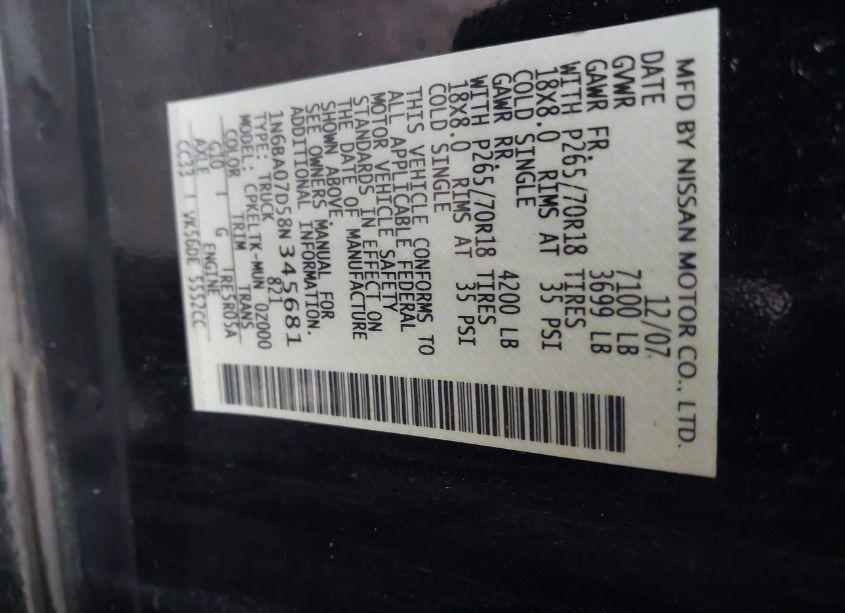 MFD BY NISSAN MOTOR CO., LTD.
DATE 12/07
GVWR 7100 LB
GAWR FR. 3699 LB
WITH P265/70R18 TIRES
18X8.0 RIMS AT 35 PSI
COLD SINGLE
GAWR RR. 4200 LB
WITH P265/70R18 TIRES
18X8.0 RIMS AT 35 PSI
COLD SINGLE
THIS VEHICLE CONFORMS TO
ALL APPLICABLE FEDERAL
MOTOR VEHICLE SAFETY
STANDARDS IN EFFECT ON
THE DATE OF MANUFACTURE
SHOWN ABOVE.
SEE OWNERS MANUAL FOR
ADDITIONAL INFORMATION.
1N6BA07D58N345681
TYPE: TRUCK 821
MODEL: CPKELTK-MUN 02000
COLOR TRIM TRANS
G10 G TRE5R05A
AXLE ENGINE
CC33 VK56DE 5552CC